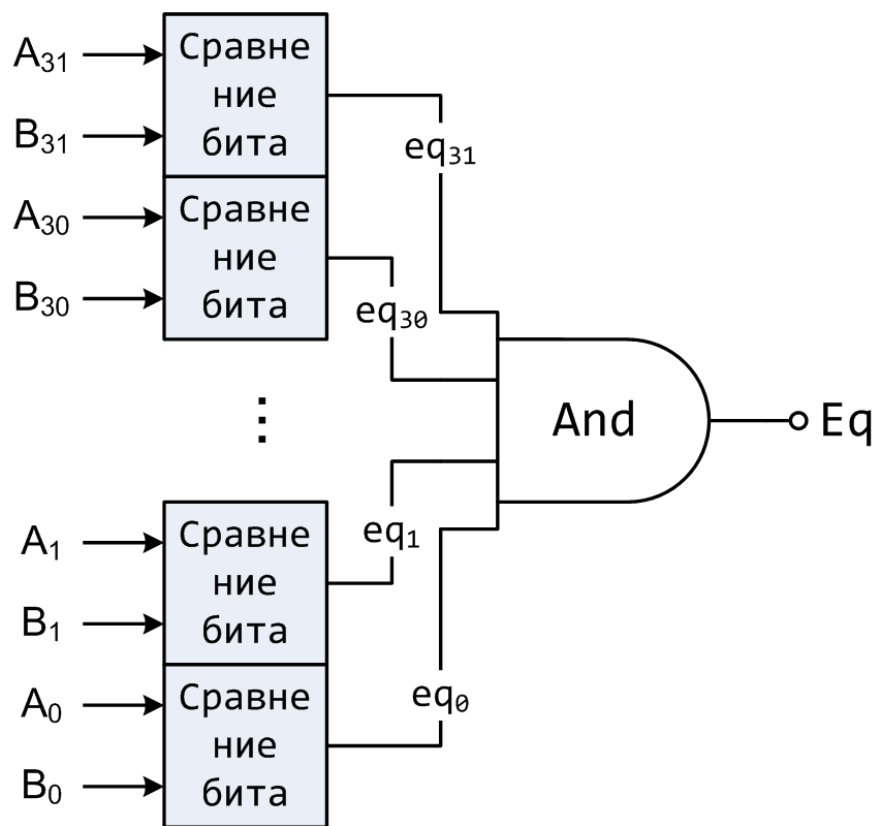 A31
B31
Сравне
ние
бита
eq31
A30
B30
Сравне
ние
бита
eq30
And
Eq
A1
B1
Сравне
ние
бита
eq1
A0
B0
Сравне
ние
бита
eq0